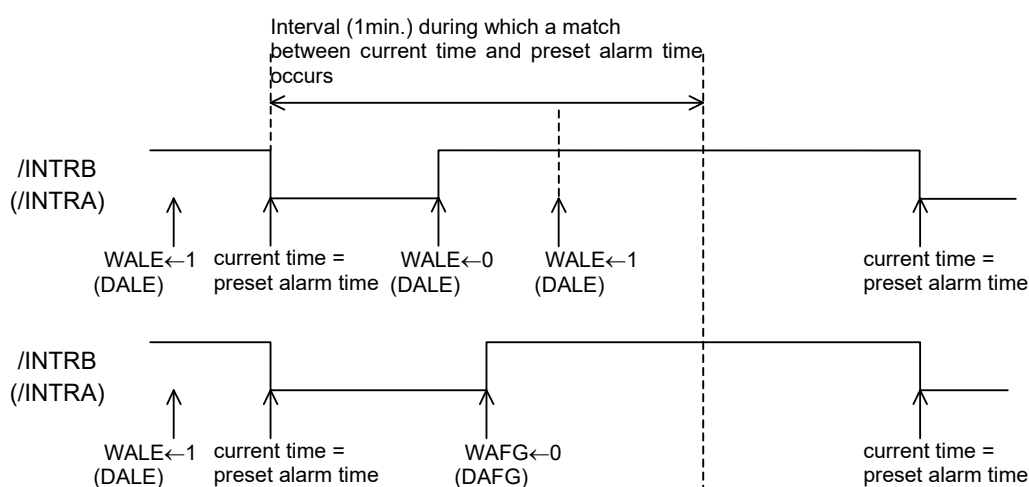 Interval (1min.) during which a match
between current time and preset alarm time
occurs
/INTRB
(/INTRA)
WALE←1
(DALE)
current time =
preset alarm time
WALE←0
(DALE)
WALE←1
(DALE)
current time =
preset alarm time
/INTRB
(/INTRA)
WALE←1
(DALE)
current time =
preset alarm time
WAFG←0
(DAFG)
current time =
preset alarm time